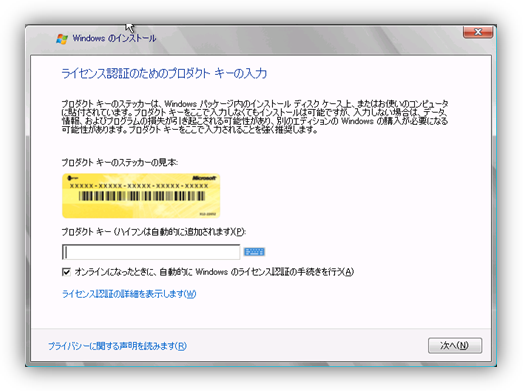 Windows のインストール
ライセンス認証のためのプロダクト キーの入力
プロダクト キーのステッカーは、Windows パッケージ内のインストール ディスク ケース上、またはお使いのコンピュータ
に貼付されています。プロダクト キーをここで入力しなくてもインストールは可能ですが、入力しない場合は、データ、
情報、およびプログラムの損失が引き起こされる可能性があり、別のエディションの Windows の購入が必要になる
可能性があります。プロダクト キーをここで入力されることを強く推奨します。
プロダクト キーのステッカーの見本:
Microsoft
XXXXX-XXXXX-XXXXX-XXXXX-XXXXX
プロダクト キー (ハイフンは自動的に追加されます)(P):
オンラインになったときに、自動的に Windows のライセンス認証の手続きを行う(A)
ライセンス認証の詳細を表示します(W)
プライバシーに関する声明を読みます(R)
次へ(N)